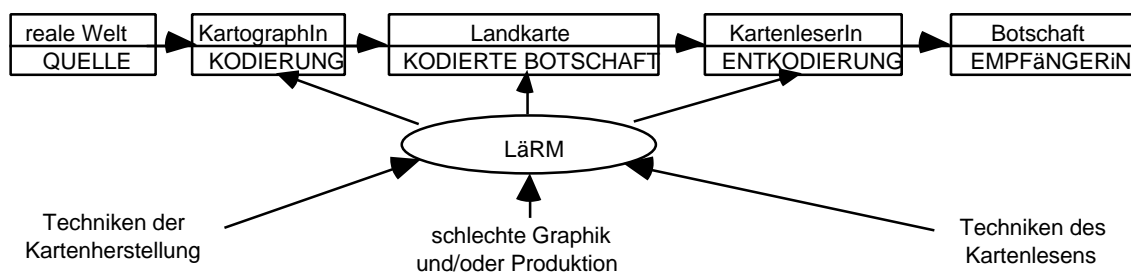 reale Welt
QUELLE
KartographIn
KODIERUNG
Landkarte
KODIERTE BOTSCHAFT
KartenleserIn
ENTKODIERUNG
Botschaft
EMPFäNGERiN
LäRM
Techniken der
Kartenherstellung
schlechte Graphik
und/oder Produktion
Techniken des
Kartenlesens